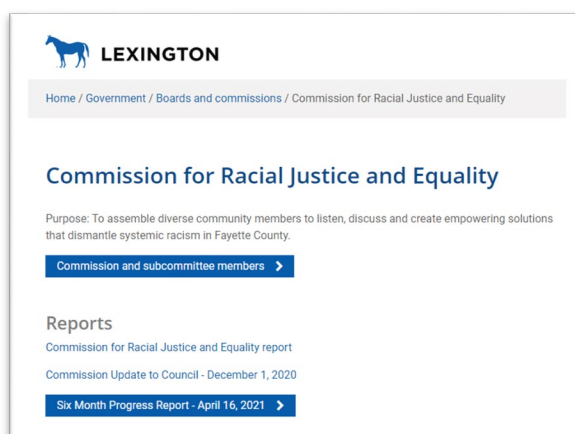 LEXINGTON
Home / Government / Boards and commissions / Commission for Racial Justice and Equality
Commission for Racial Justice and Equality
Purpose: To assemble diverse community members to listen, discuss and create empowering solutions
that dismantle systemic racism in Fayette County.
Commission and subcommittee members
Reports
Commission for Racial Justice and Equality report
Commission Update to Council - December 1, 2020
Six Month Progress Report - April 16, 2021